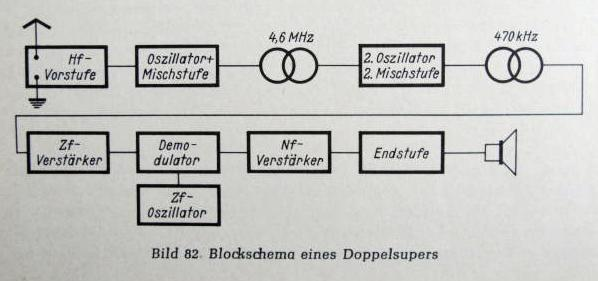 4,6 MHz
470 kHz
Hf-
Vorstufe
Oszillator+
Mischstufe
2. Oszillator
2. Mischstufe
Zf-
Verstärker
Demo-
dulator
Nf-
Verstärker
Endstufe
Zf-
Oszillator
Bild 82. Blockschema eines Doppelsupers